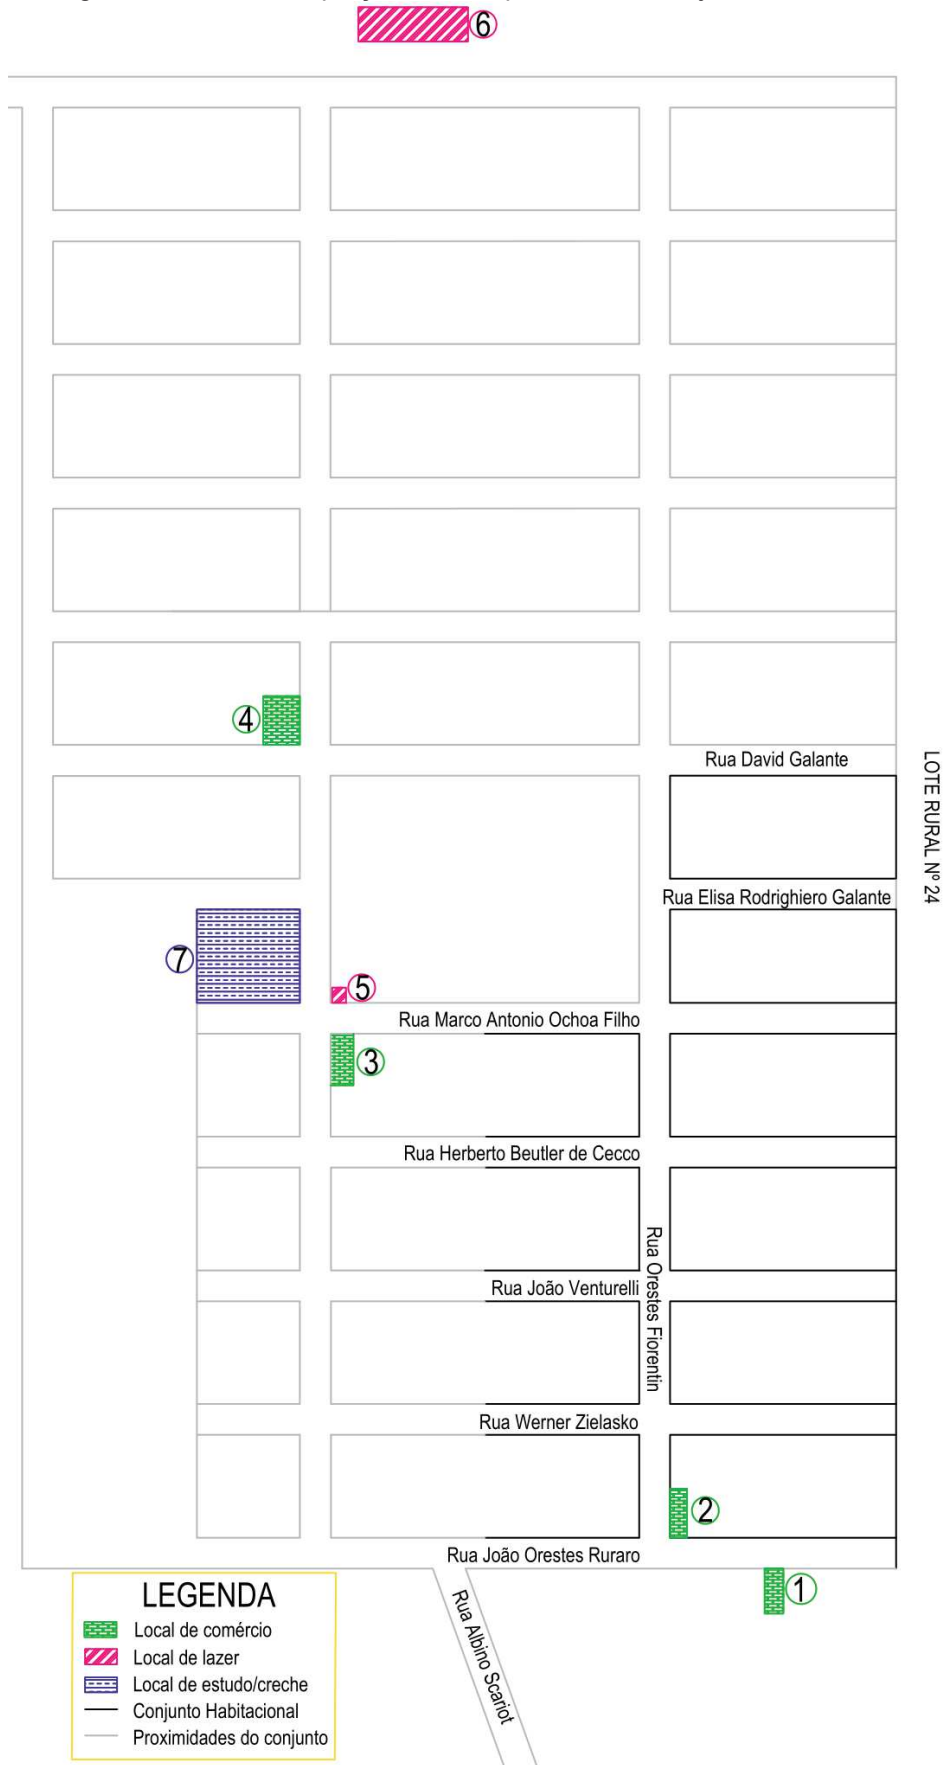 6
4
Rua David Galante
LOTE RURAL Nº 24
Rua Elisa Rodrighiero Galante
7
5
Rua Marco Antonio Ochoa Filho
3
Rua Herberto Beutler de Cecco
Rua Orestes Fiorentin
Rua João Venturelli
Rua Werner Zielasko
2
Rua João Orestes Ruraro
1
Rua Albino Scariot
LEGENDA
Local de comércio
Local de lazer
Local de estudo/creche
Conjunto Habitacional
Proximidades do conjunto